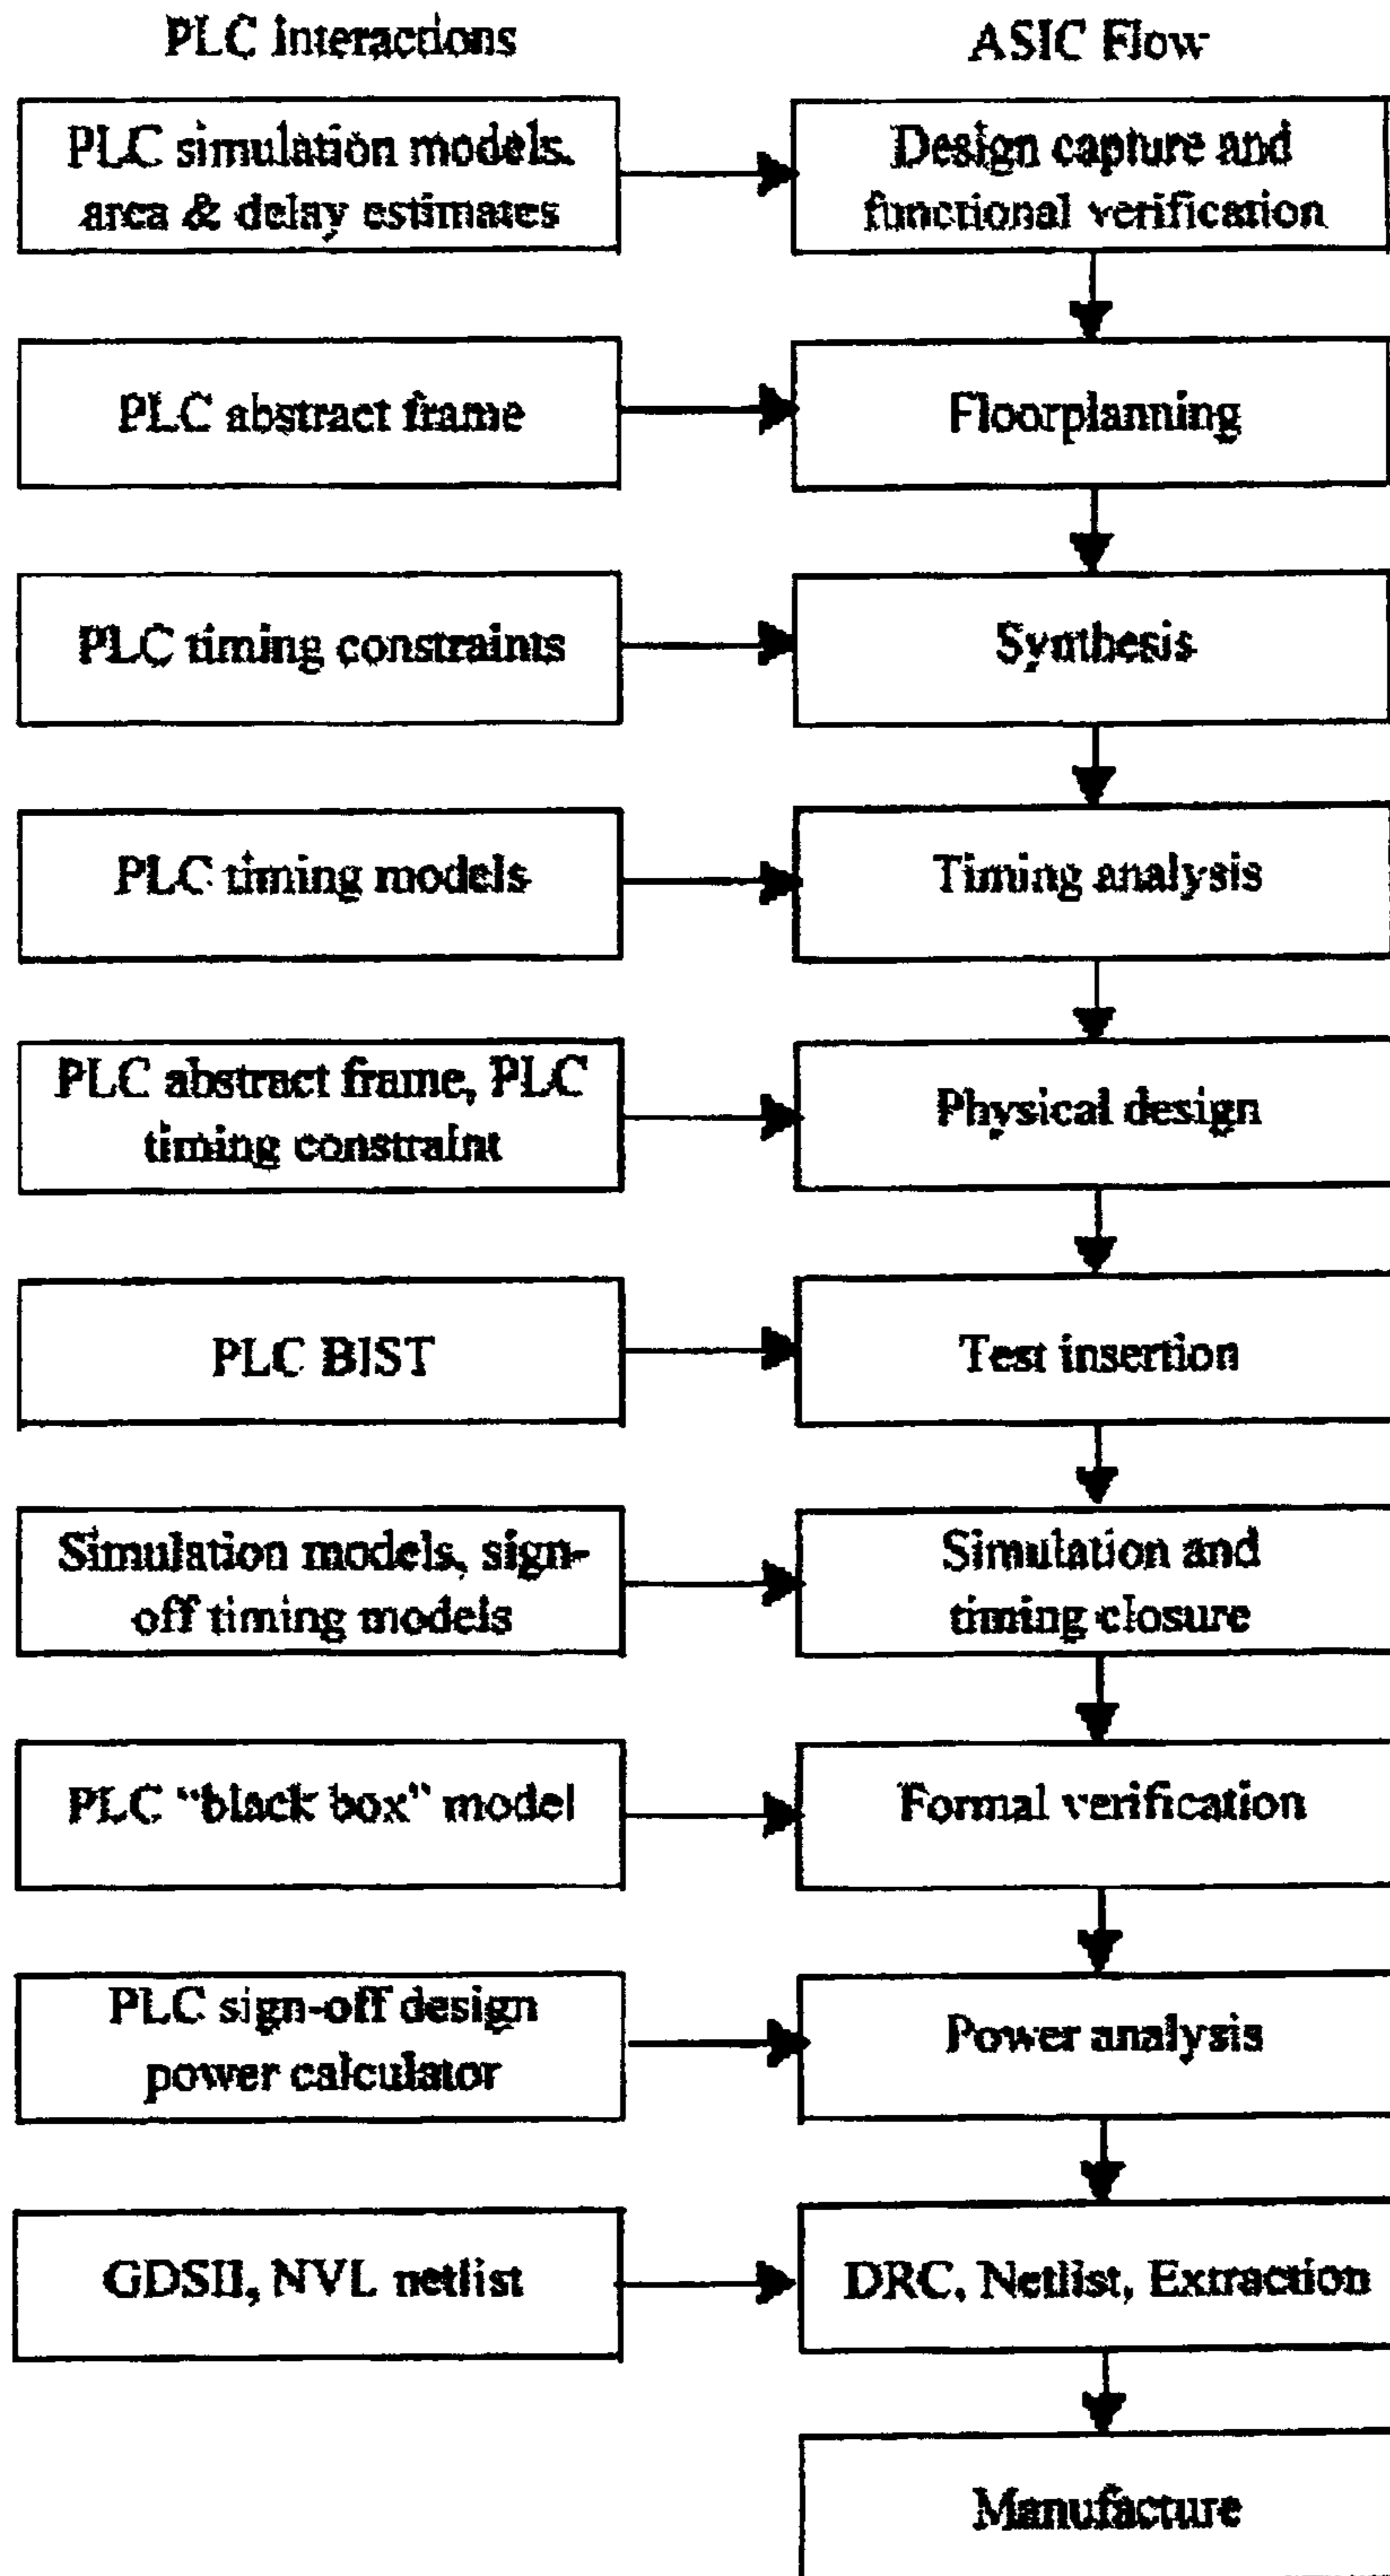 PLC Interactions
ASIC Flow
PLC simulation models.
area & delay estimates
Design capture and
functional verification
PLC abstract frame
Floorplanning
PLC timing constraints
Synthesis
PLC timing models
Timing analysis
PLC abstract frame, PLC
timing constraint
Physical design
PLC BIST
Test insertion
Simulation models, sign-
off timing models
Simulation and
timing closure
PLC “black box” model
Formal verification
PLC sign-off design
power calculator
Power analysis
GDSII, NVL netlist
DRC, Netlist, Extraction
Manufacture